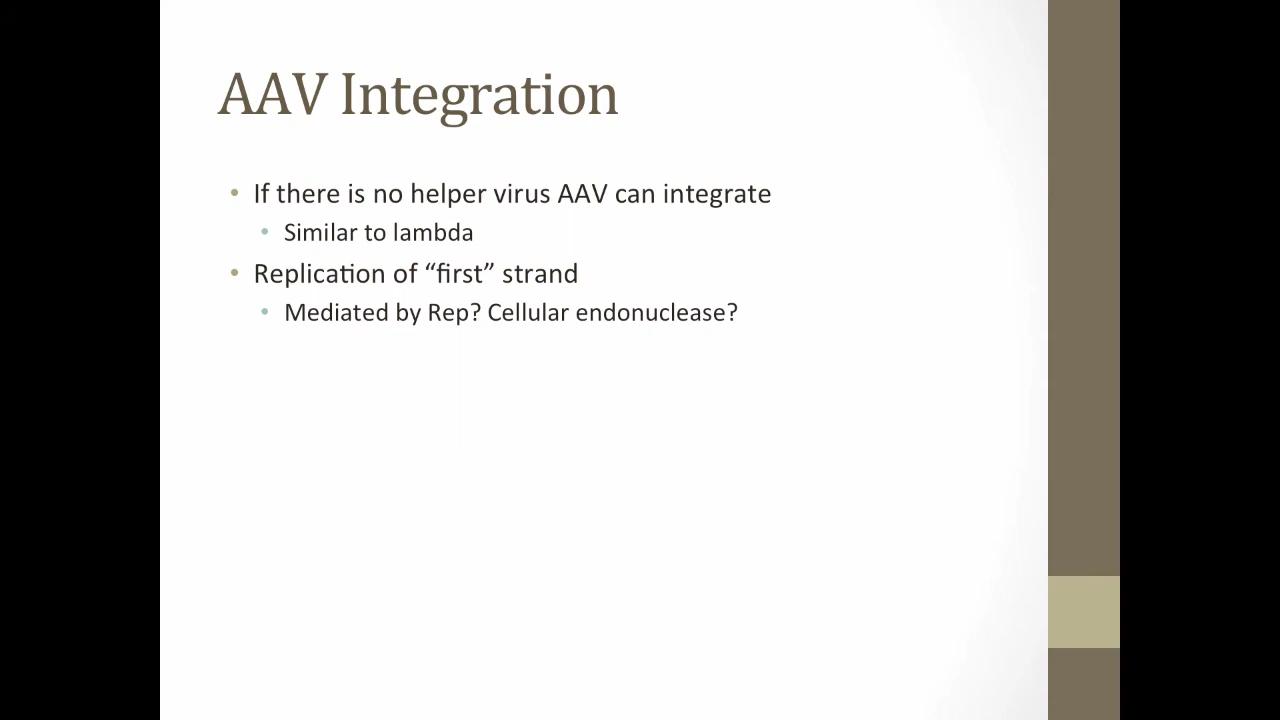 AAV Integration
• If there is no helper virus AAV can integrate
• Similar to lambda
• Replication of “first” strand
• Mediated by Rep? Cellular endonuclease?